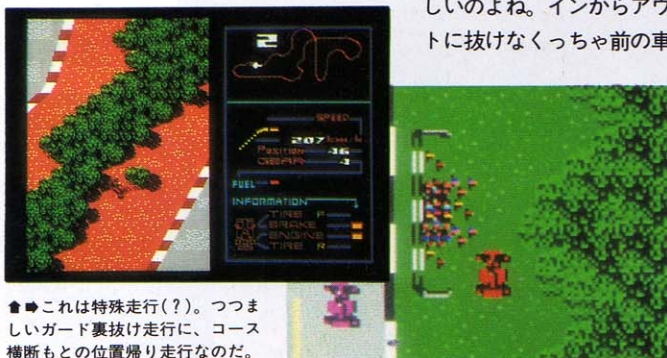 しいのよね。インからアウ
トに抜けなくっちゃ前の車
2
SPEED
207km/h
Position 46
GEAR 4
FUEL
INFORMATION
TIRE F
BRAKE
ENGINE
TIRE R
⬆➡これは特殊走行(?)。つつま
しいガード裏抜け走行に、コース
横断もとの位置帰り走行なのだ。